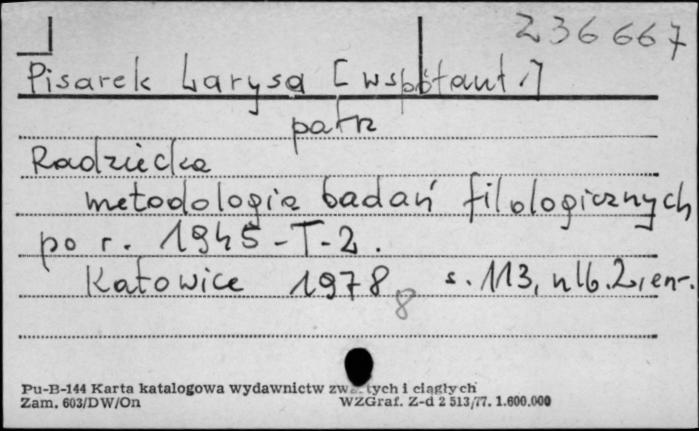 236667
Pisarek Larysa [współaut.]
patrz
Radziecka
metodologia badań filologicznych
po r. 1945-T-2.
Katowice 1978 s. 113, nlb. 2, err.
8
Pu-B-144 Karta katalogowa wydawnictw zwartych i ciągłych
Zam. 603/DW/On WZGraf. Z-d 2 513/77. 1.600.000